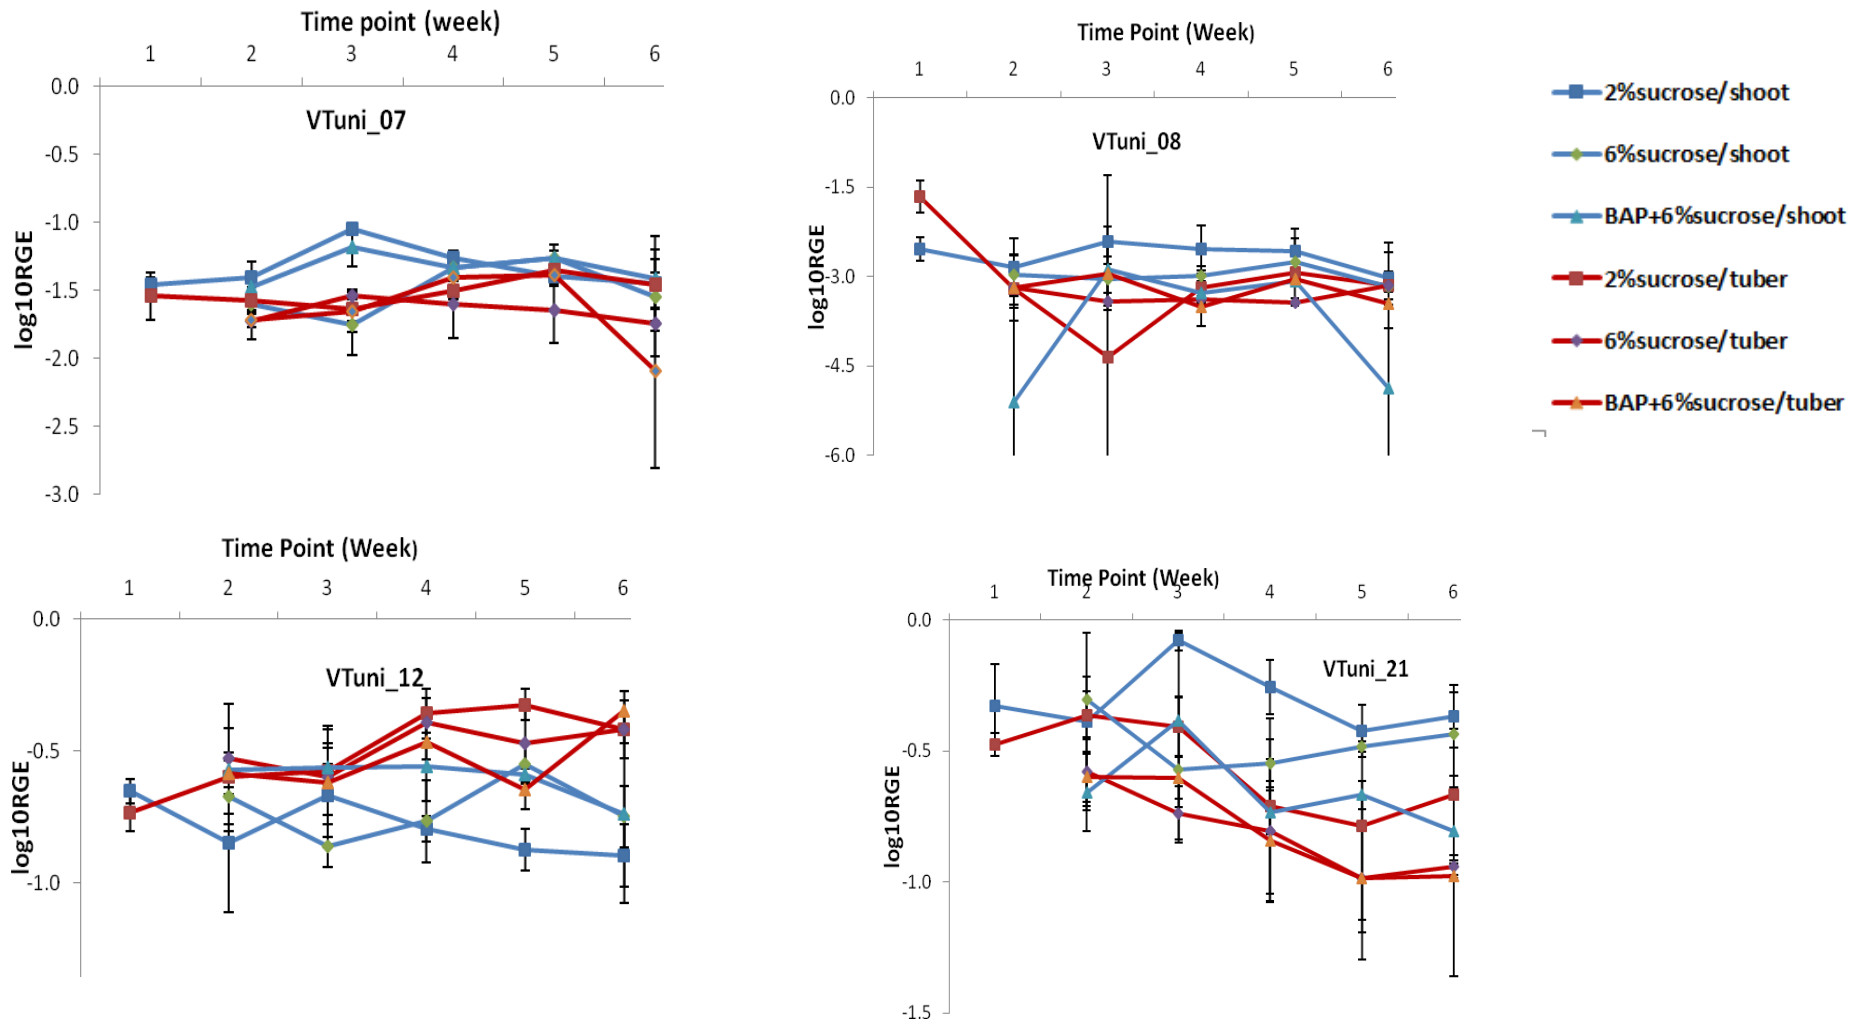 Time point (week)
1 2 3 4 5 6
0.0
VTuni_07
-0.5
-1.0
-1.5
-2.0
-2.5
-3.0
log10RGE
Time Point (Week)
1 2 3 4 5 6
0.0
VTuni_08
-1.5
-3.0
-4.5
-6.0
log10RGE
2%sucrose/shoot
6%sucrose/shoot
BAP+6%sucrose/shoot
2%sucrose/tuber
6%sucrose/tuber
BAP+6%sucrose/tuber
Time Point (Week)
1 2 3 4 5 6
0.0
VTuni_12
-0.5
-1.0
log10RGE
Time Point (Week)
1 2 3 4 5 6
0.0
VTuni_21
-0.5
-1.0
-1.5
log10RGE